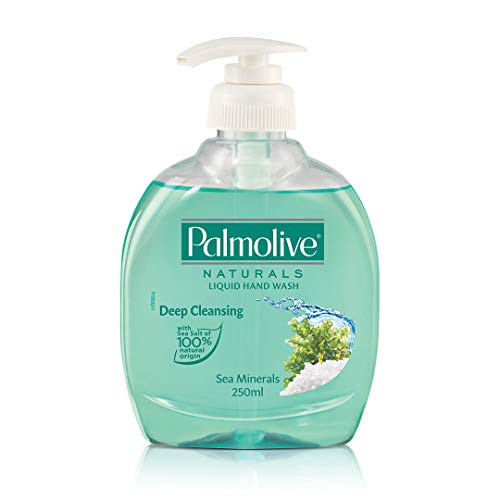 Palmolive®
NATURALS
LIQUID HAND WASH
Deep Cleansing
with
Sea Salt of
100%
natural
origin
Sea Minerals
250ml